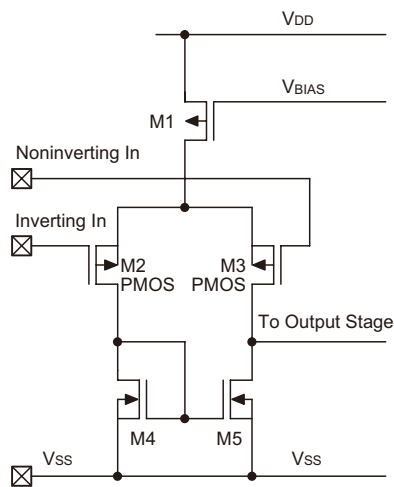 VDD
VBIAS
M1
Noninverting In
Inverting In
M2
PMOS
M3
PMOS
To Output Stage
M4
M5
VSS
VSS